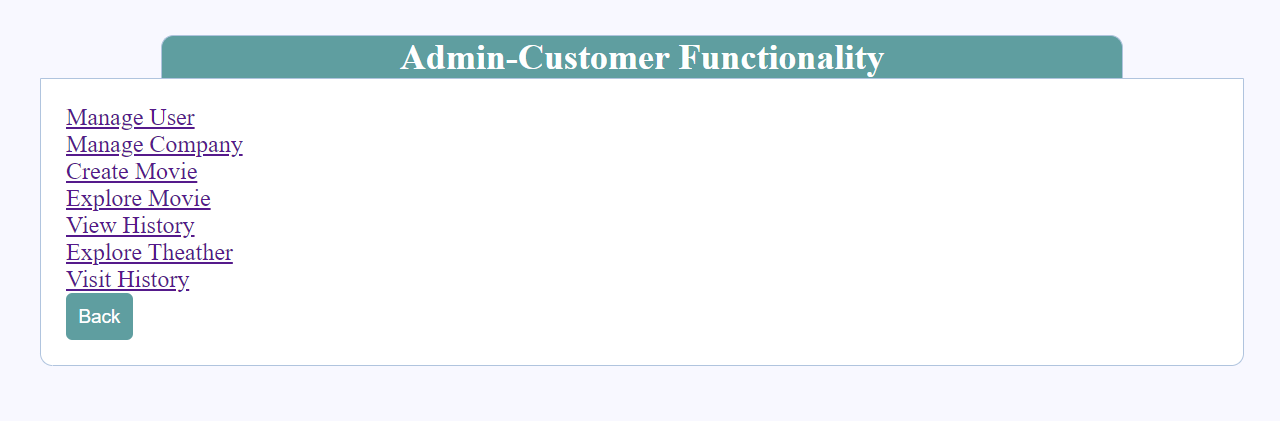 Admin-Customer Functionality
Manage User
Manage Company
Create Movie
Explore Movie
View History
Explore Theather
Visit History
Back